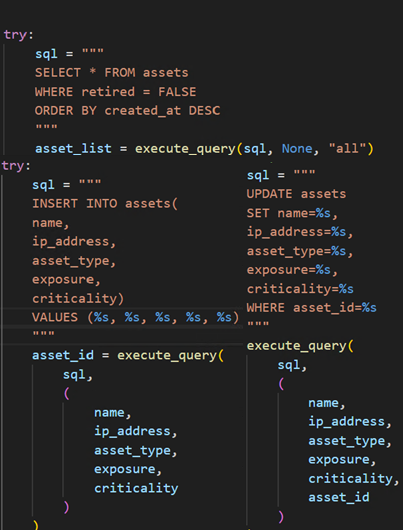 try:
sql = """
SELECT * FROM assets
WHERE retired = FALSE
ORDER BY created_at DESC
"""
asset_list = execute_query(sql, None, "all")
try:
sql = """
INSERT INTO assets(
name,
ip_address,
asset_type,
exposure,
criticality)
VALUES (%s, %s, %s, %s, %s)
"""
asset_id = execute_query(
sql,
(
name,
ip_address,
asset_type,
exposure,
criticality
)
)
sql = """
UPDATE assets
SET name=%s,
ip_address=%s,
asset_type=%s,
exposure=%s,
criticality=%s
WHERE asset_id=%s
"""
execute_query(
sql,
(
name,
ip_address,
asset_type,
exposure,
criticality,
asset_id
)